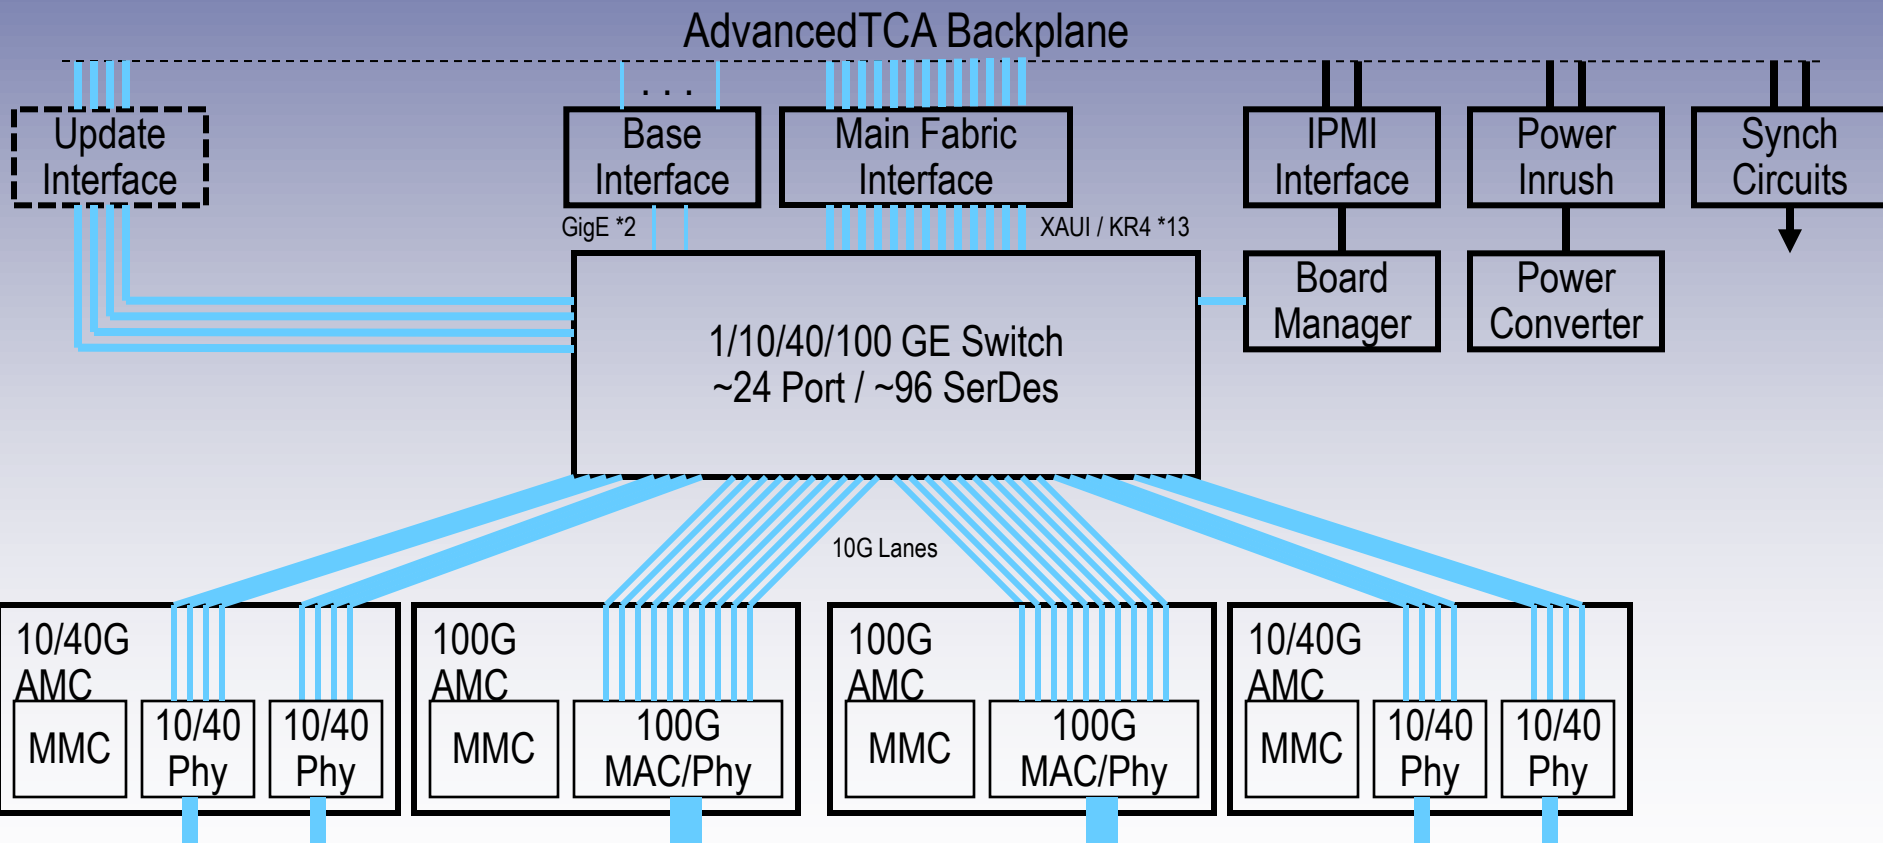 AdvancedTCA Backplane
. . .
Update
Interface
Base
Interface
Main Fabric
Interface
IPMI
Interface
Power
Inrush
Synch
Circuits
GigE *2
XAUI / KR4 *13
Board
Manager
Power
Converter
1/10/40/100 GE Switch
~24 Port / ~96 SerDes
10G Lanes
10/40G
AMC
MMC
10/40
Phy
10/40
Phy
100G
AMC
MMC
100G
MAC/Phy
100G
AMC
MMC
100G
MAC/Phy
10/40G
AMC
MMC
10/40
Phy
10/40
Phy